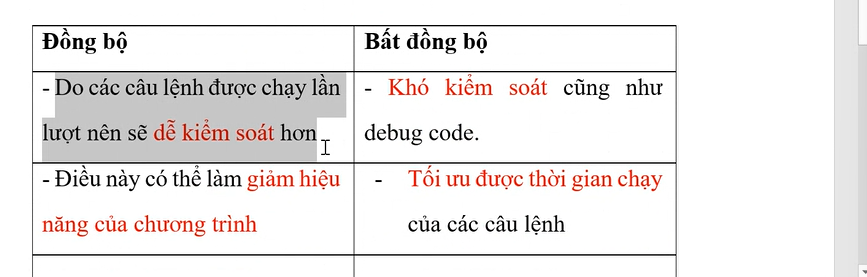 Đồng bộ
Bất đồng bộ
- Do các câu lệnh được chạy lần
lượt nên sẽ dễ kiểm soát hơn
- Khó kiểm soát cũng như
debug code.
- Điều này có thể làm giảm hiệu
năng của chương trình
- Tối ưu được thời gian chạy
của các câu lệnh